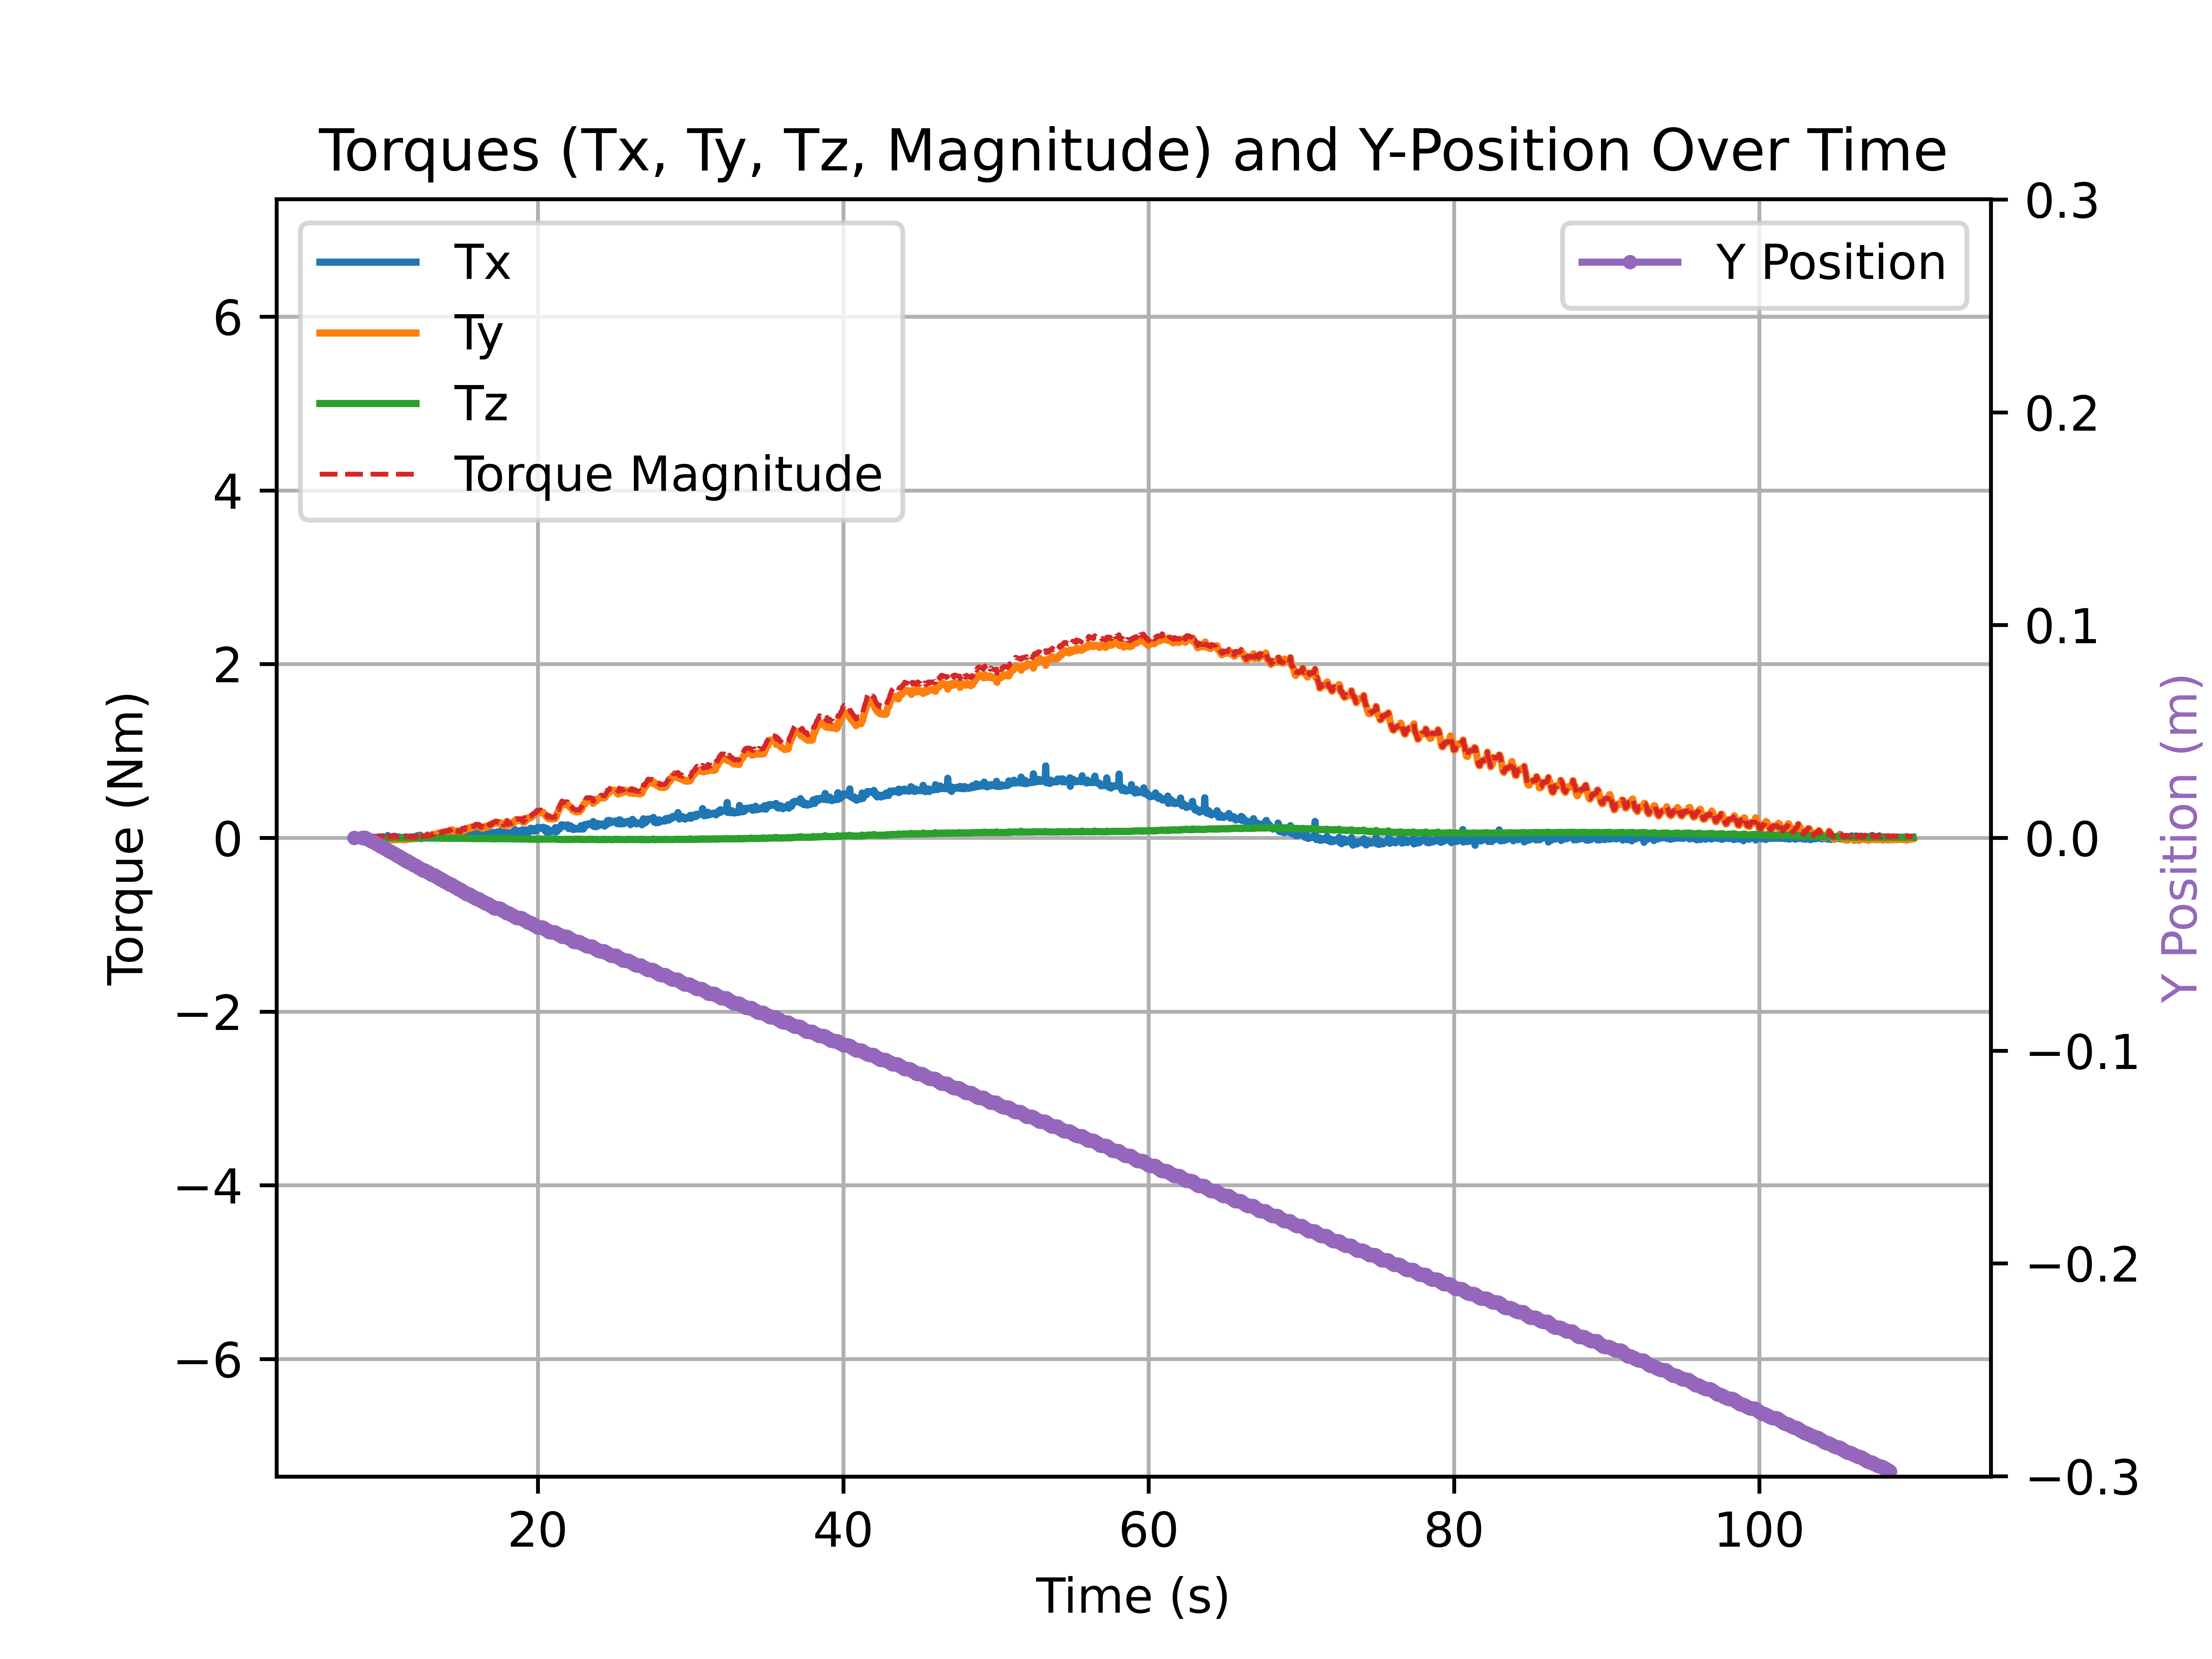 Torques (Tx, Ty, Tz, Magnitude) and Y-Position Over Time
Tx
Ty
Tz
Torque Magnitude
Y Position
6
4
2
0
−2
−4
−6
Torque (Nm)
0.3
0.2
0.1
0.0
−0.1
−0.2
−0.3
Y Position (m)
20 40 60 80 100
Time (s)